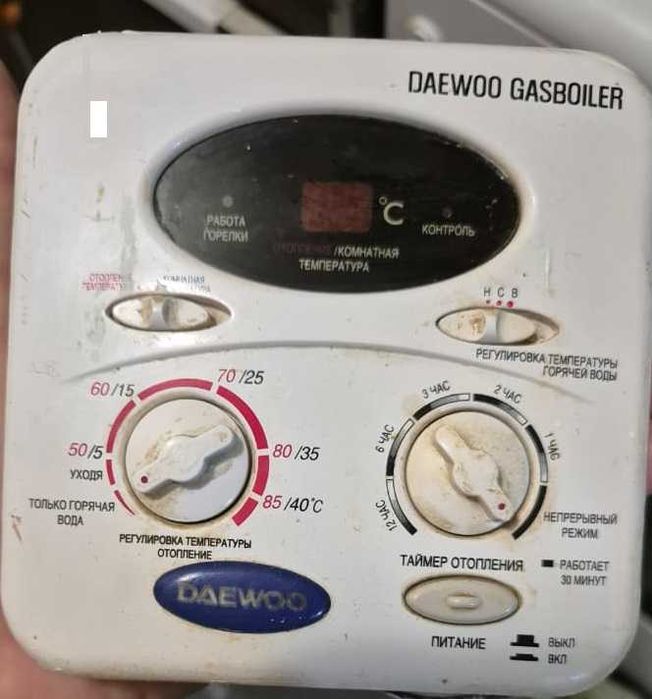 DAEWOO GASBOILER
°C
РАБОТА
ГОРЕЛКИ
КОНТРОЛЬ
ОТОПЛЕНИЕ/КОМНАТНАЯ
ТЕМПЕРАТУРА
Н С В
РЕГУЛИРОВКА ТЕМПЕРАТУРЫ
ГОРЯЧЕЙ ВОДЫ
60/15
70/25
50/5
80/35
УХОДЯ
85/40°C
ТОЛЬКО ГОРЯЧАЯ
ВОДА
РЕГУЛИРОВКА ТЕМПЕРАТУРЫ
ОТОПЛЕНИЕ
3 ЧАС
2 ЧАС
6 ЧАС
1 ЧАС
12 ЧАС
НЕПРЕРЫВНЫЙ
РЕЖИМ
ТАЙМЕР ОТОПЛЕНИЯ
РАБОТАЕТ
30 МИНУТ
DAEWOO
ПИТАНИЕ
ВЫКЛ
ВКЛ